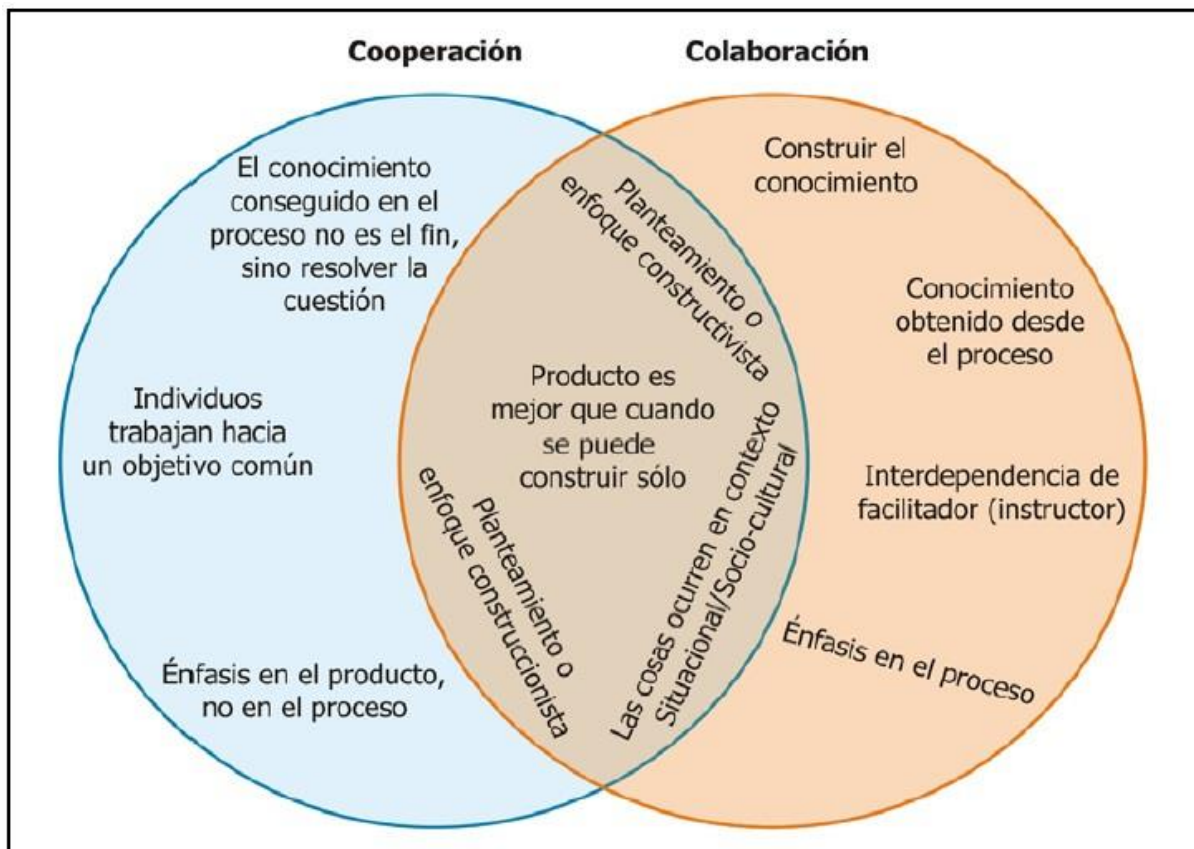 Cooperación
Colaboración
El conocimiento
conseguido en el
proceso no es el fin,
sino resolver la
cuestión
Individuos
trabajan hacia
un objetivo común
Énfasis en el producto,
no en el proceso
Planteamiento o
enfoque constructivista
Producto es
mejor que cuando
se puede
construir sólo
Planteamiento o
enfoque construccionista
Las cosas ocurren en contexto
Situacional/Socio-cultural
Construir el
conocimiento
Conocimiento
obtenido desde
el proceso
Interdependencia de
facilitador (instructor)
Énfasis en el proceso